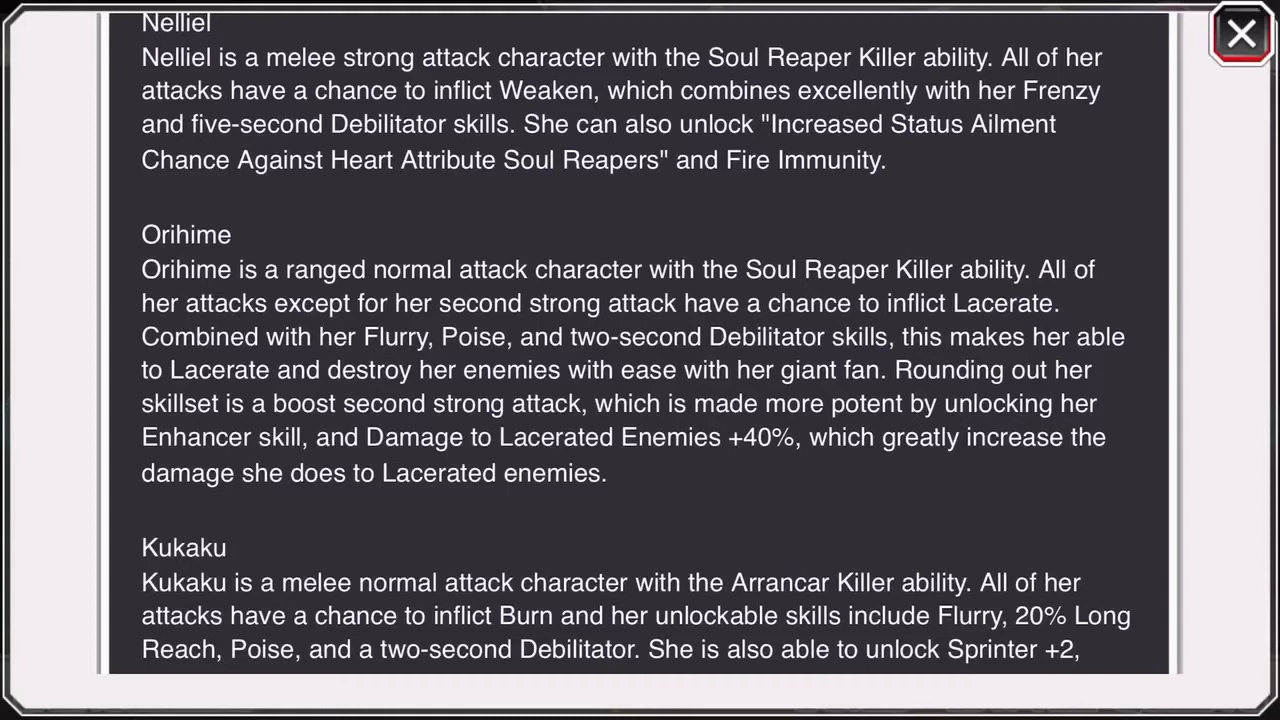 Nelliel
Nelliel is a melee strong attack character with the Soul Reaper Killer ability. All of her
attacks have a chance to inflict Weaken, which combines excellently with her Frenzy
and five-second Debilitator skills. She can also unlock "Increased Status Ailment
Chance Against Heart Attribute Soul Reapers" and Fire Immunity.
Orihime
Orihime is a ranged normal attack character with the Soul Reaper Killer ability. All of
her attacks except for her second strong attack have a chance to inflict Lacerate.
Combined with her Flurry, Poise, and two-second Debilitator skills, this makes her able
to Lacerate and destroy her enemies with ease with her giant fan. Rounding out her
skillset is a boost second strong attack, which is made more potent by unlocking her
Enhancer skill, and Damage to Lacerated Enemies +40%, which greatly increase the
damage she does to Lacerated enemies.
Kukaku
Kukaku is a melee normal attack character with the Arrancar Killer ability. All of her
attacks have a chance to inflict Burn and her unlockable skills include Flurry, 20% Long
Reach, Poise, and a two-second Debilitator. She is also able to unlock Sprinter +2,